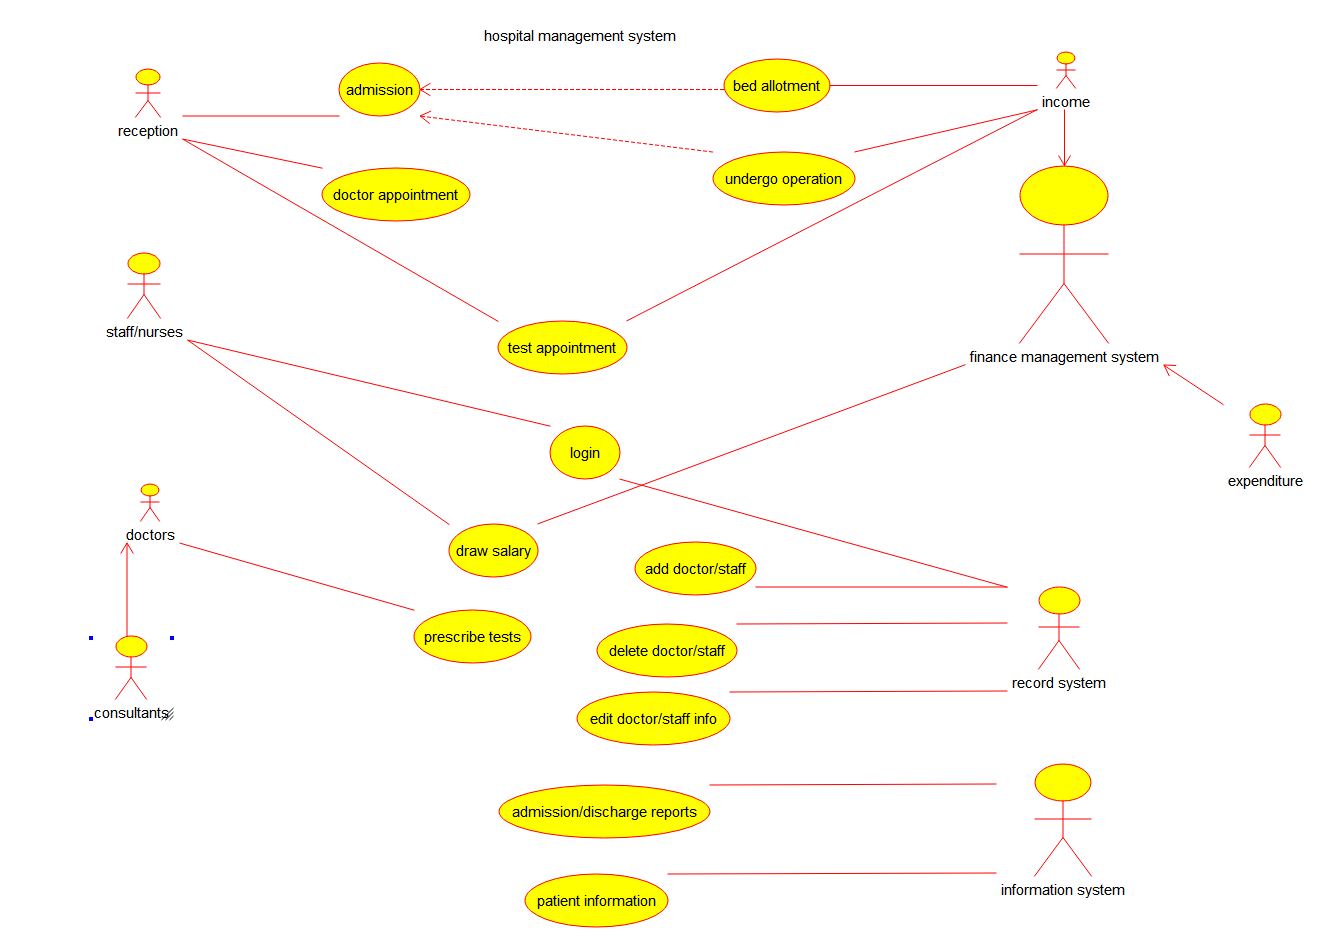 hospital management system
admission
bed allotment
income
reception
undergo operation
doctor appointment
staff/nurses
test appointment
finance management system
login
expenditure
doctors
draw salary
add doctor/staff
prescribe tests
delete doctor/staff
record system
consultants
edit doctor/staff info
admission/discharge reports
information system
patient information